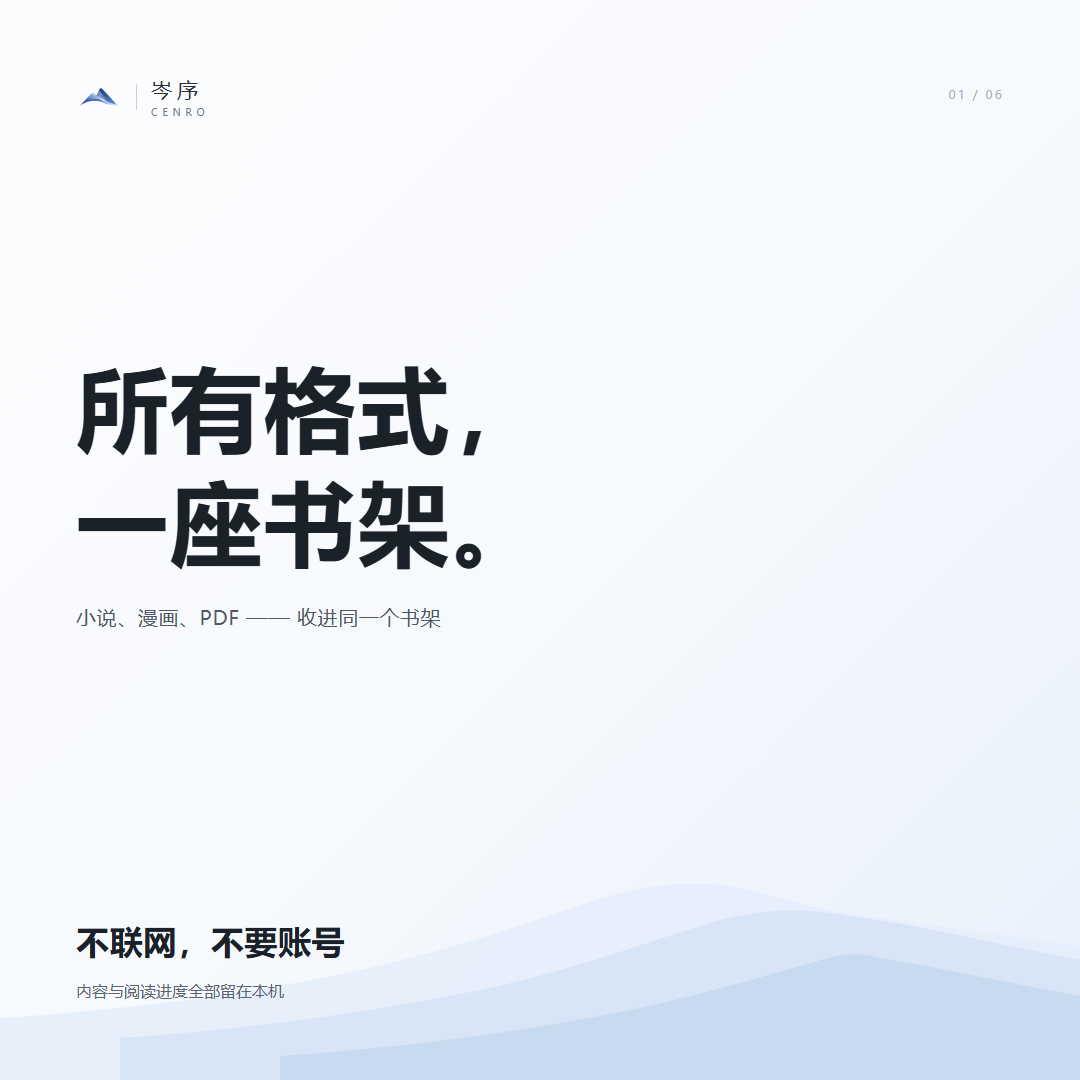 岑序
CENRO
01 / 06
所有格式，
一座书架。
小说、漫画、PDF —— 收进同一个书架
不联网，不要账号
内容与阅读进度全部留在本机